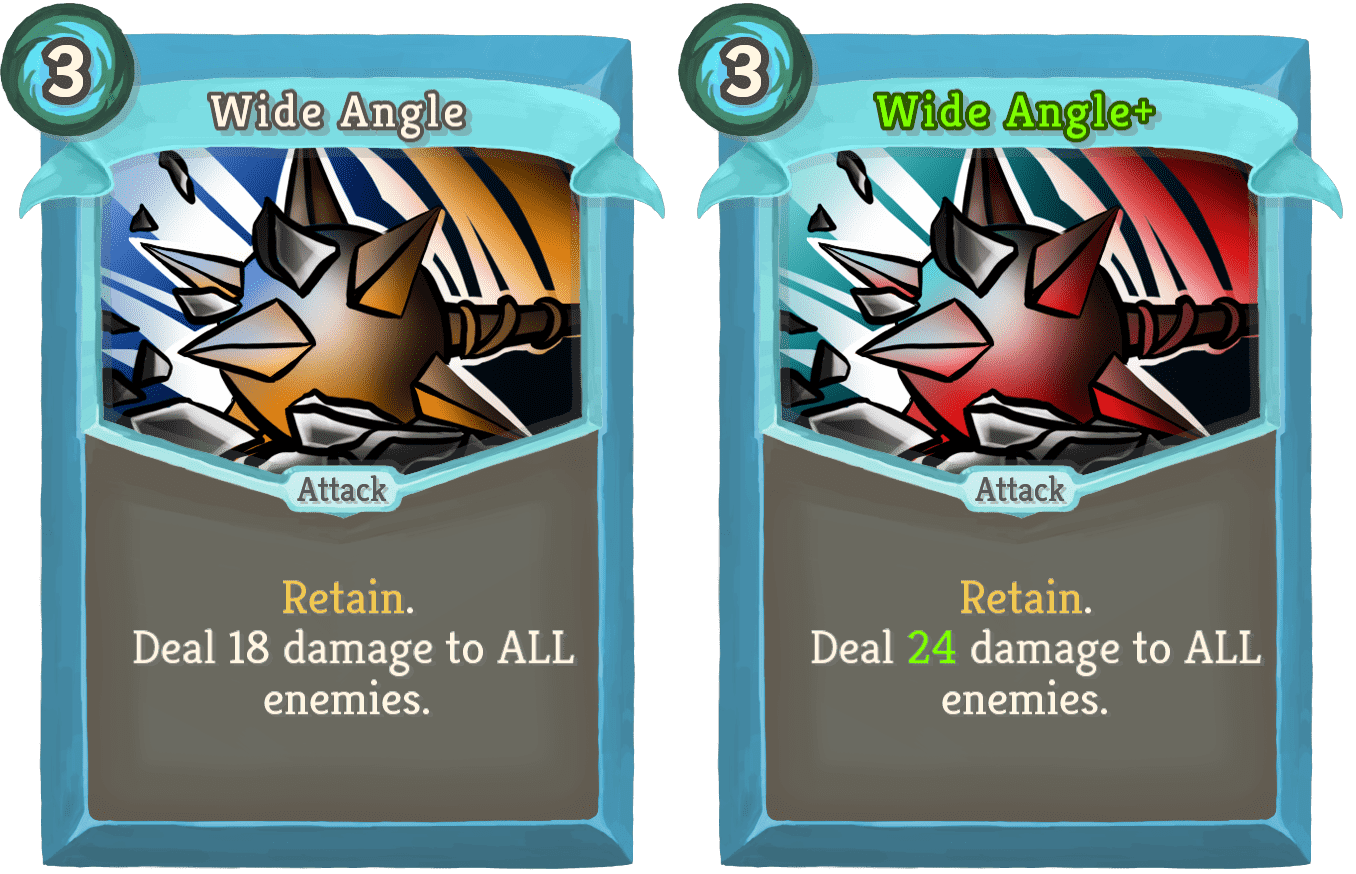 3
Wide Angle
Attack
Retain.
Deal 18 damage to ALL
enemies.
3
Wide Angle+
Attack
Retain.
Deal 24 damage to ALL
enemies.